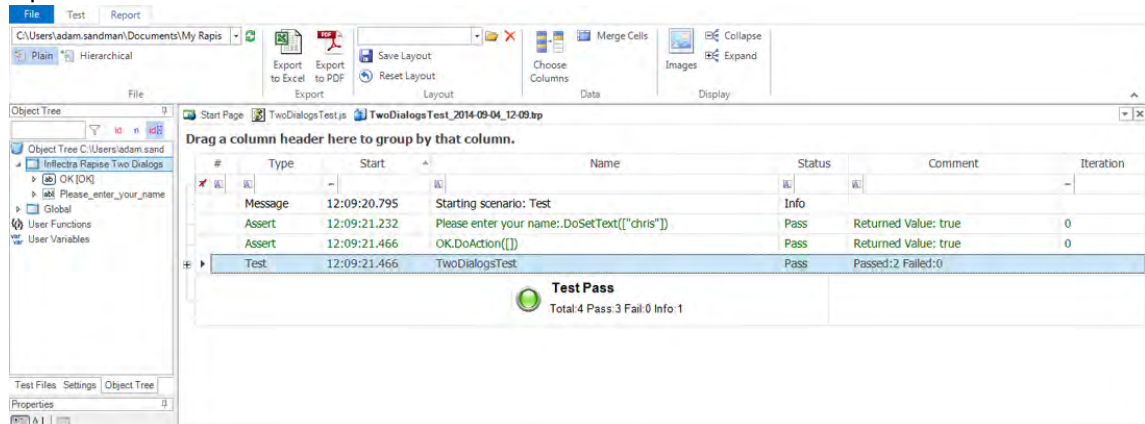 File Test Report
C:\Users\adam.sandman\Documents\My Rapis
Plain Hierarchical
File
Export to Excel
Export to PDF
Export
Save Layout
Reset Layout
Layout
Choose Columns
Merge Cells
Data
Images
Collapse
Expand
Display
Object Tree
id n id
Object Tree C:\Users\adam.sand
Inflectra Rapise Two Dialogs
OK [OK]
Please_enter_your_name
Global
User Functions
User Variables
Test Files Settings Object Tree
Properties
Start Page TwoDialogsTest.js TwoDialogsTest_2014-09-04_12-09.trp
Drag a column header here to group by that column.
# Type Start Name Status Comment Iteration
Message 12:09:20.795 Starting scenario: Test Info
Assert 12:09:21.232 Please enter your name:.DoSetText(["chris"]) Pass Returned Value: true 0
Assert 12:09:21.466 OK.DoAction([]) Pass Returned Value: true 0
Test 12:09:21.466 TwoDialogsTest Pass Passed:2 Failed:0
Test Pass
Total:4 Pass:3 Fail:0 Info:1